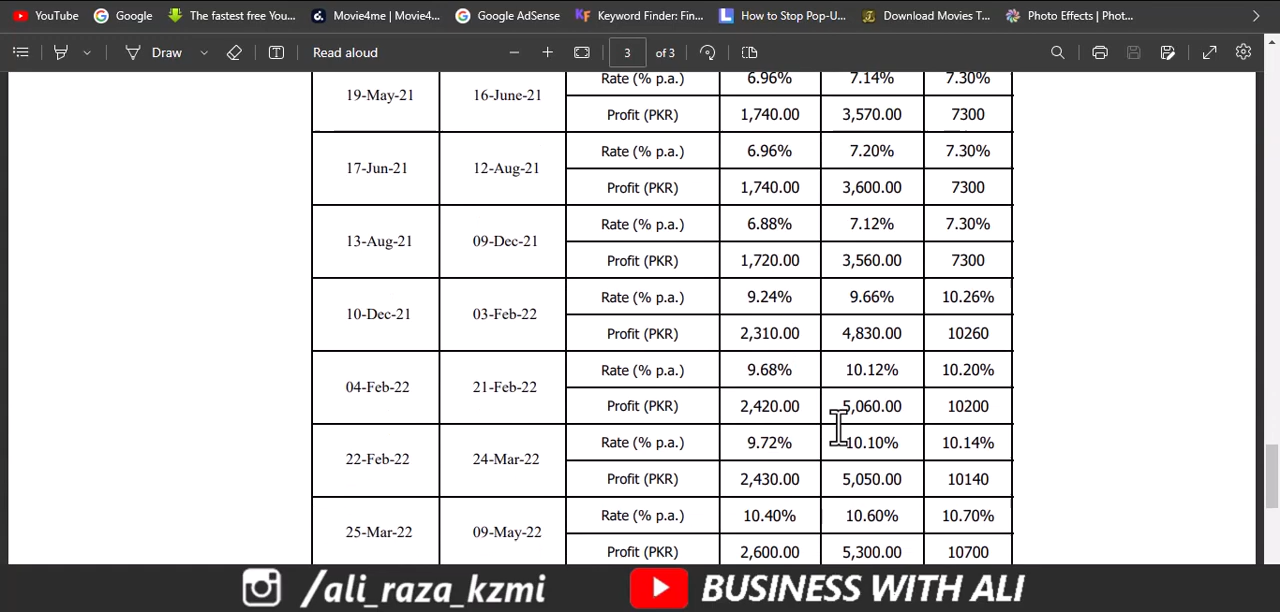 YouTube Google The fastest free You... Movie4me | Movie4... Google AdSense Keyword Finder: Fin... How to Stop Pop-U... Download Movies T... Photo Effects | Phot...
Draw Read aloud 3 of 3
19-May-21 16-June-21 Rate (% p.a.) 6.96% 7.14% 7.30%
Profit (PKR) 1,740.00 3,570.00 7300
17-Jun-21 12-Aug-21 Rate (% p.a.) 6.96% 7.20% 7.30%
Profit (PKR) 1,740.00 3,600.00 7300
13-Aug-21 09-Dec-21 Rate (% p.a.) 6.88% 7.12% 7.30%
Profit (PKR) 1,720.00 3,560.00 7300
10-Dec-21 03-Feb-22 Rate (% p.a.) 9.24% 9.66% 10.26%
Profit (PKR) 2,310.00 4,830.00 10260
04-Feb-22 21-Feb-22 Rate (% p.a.) 9.68% 10.12% 10.20%
Profit (PKR) 2,420.00 5,060.00 10200
22-Feb-22 24-Mar-22 Rate (% p.a.) 9.72% 10.10% 10.14%
Profit (PKR) 2,430.00 5,050.00 10140
25-Mar-22 09-May-22 Rate (% p.a.) 10.40% 10.60% 10.70%
Profit (PKR) 2,600.00 5,300.00 10700
/ali_raza_kzmi BUSINESS WITH ALI